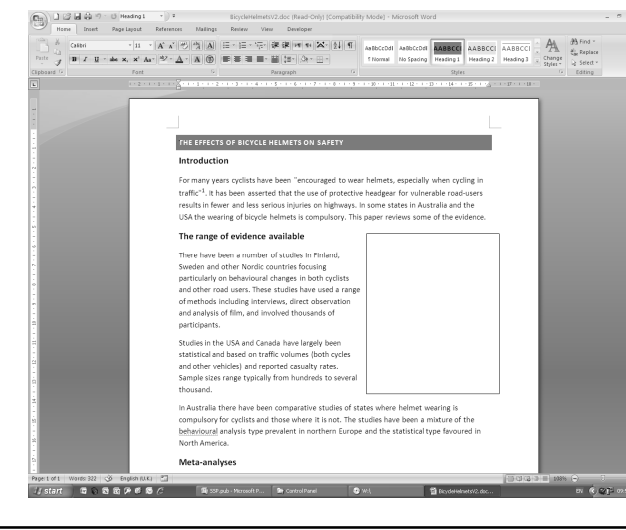 BicycleHelmetsV2.doc (Read-Only) [Compatibility Mode] - Microsoft Word
Heading 1
Home Insert Page Layout References Mailings Review View Developer
Calibri 11
Paste
AaBbCcDdI AaBbCcDdI AABBCCI AABBCCI AABBCCI
¶ Normal No Spacing Heading 1 Heading 2 Heading 3
Change Styles
Find
Replace
Select
Clipboard Font Paragraph Styles Editing
THE EFFECTS OF BICYCLE HELMETS ON SAFETY
Introduction
For many years cyclists have been "encouraged to wear helmets, especially when cycling in
traffic"1. It has been asserted that the use of protective headgear for vulnerable road-users
results in fewer and less serious injuries on highways. In some states in Australia and the
USA the wearing of bicycle helmets is compulsory. This paper reviews some of the evidence.
The range of evidence available
There have been a number of studies in Finland,
Sweden and other Nordic countries focusing
particularly on behavioural changes in both cyclists
and other road users. These studies have used a range
of methods including interviews, direct observation
and analysis of film, and involved thousands of
participants.
Studies in the USA and Canada have largely been
statistical and based on traffic volumes (both cycles
and other vehicles) and reported casualty rates.
Sample sizes range typically from hundreds to several
thousand.
In Australia there have been comparative studies of states where helmet wearing is
compulsory for cyclists and those where it is not. The studies have been a mixture of the
behavioural analysis type prevalent in northern Europe and the statistical type favoured in
North America.
Meta-analyses
Page: 1 of 1 Words: 322 English (U.K.) 100%
start SSP.pub - Microsoft P... Control Panel W:\ BicycleHelmetsV2.doc... EN